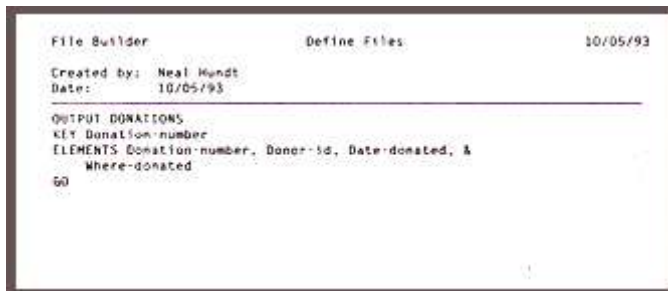 File Builder Define Files 10/05/93
Created by: Neal Hundt
Date: 10/05/93
OUTPUT DONATIONS
KEY Donation-number
ELEMENTS Donation-number, Donor-id, Date-donated, &
Where-donated
GO